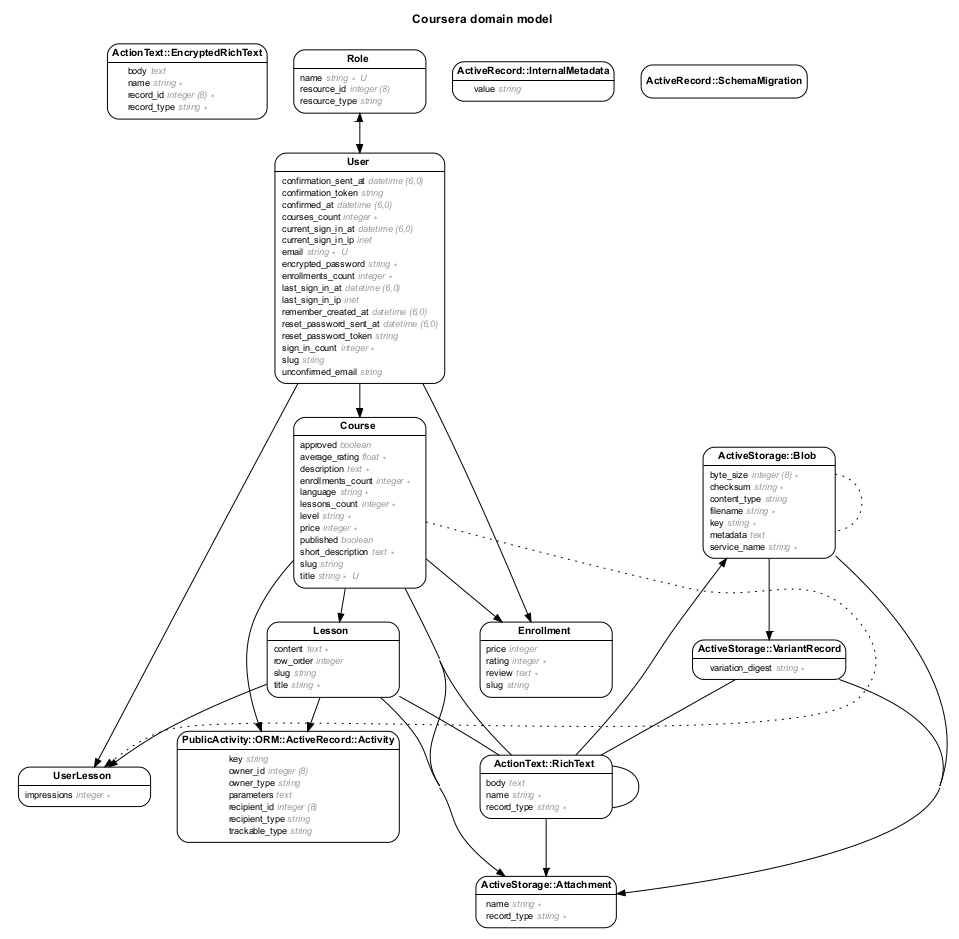 Coursera domain model
ActionText::EncryptedRichText
body text
name string ∗
record_id integer (8) ∗
record_type string ∗
Role
name string ∗ U
resource_id integer (8)
resource_type string
ActiveRecord::InternalMetadata
value string
ActiveRecord::SchemaMigration
User
confirmation_sent_at datetime (6,0)
confirmation_token string
confirmed_at datetime (6,0)
courses_count integer ∗
current_sign_in_at datetime (6,0)
current_sign_in_ip inet
email string ∗ U
encrypted_password string ∗
enrollments_count integer ∗
last_sign_in_at datetime (6,0)
last_sign_in_ip inet
remember_created_at datetime (6,0)
reset_password_sent_at datetime (6,0)
reset_password_token string
sign_in_count integer ∗
slug string
unconfirmed_email string
Course
approved boolean
average_rating float ∗
description text ∗
enrollments_count integer ∗
language string ∗
lessons_count integer ∗
level string ∗
price integer ∗
published boolean
short_description text ∗
slug string
title string ∗ U
ActiveStorage::Blob
byte_size integer (8) ∗
checksum string ∗
content_type string
filename string ∗
key string ∗
metadata text
service_name string ∗
Lesson
content text ∗
row_order integer
slug string
title string ∗
Enrollment
price integer
rating integer ∗
review text ∗
slug string
ActiveStorage::VariantRecord
variation_digest string ∗
UserLesson
impressions integer ∗
PublicActivity::ORM::ActiveRecord::Activity
key string
owner_id integer (8)
owner_type string
parameters text
recipient_id integer (8)
recipient_type string
trackable_type string
ActionText::RichText
body text
name string ∗
record_type string ∗
ActiveStorage::Attachment
name string ∗
record_type string ∗